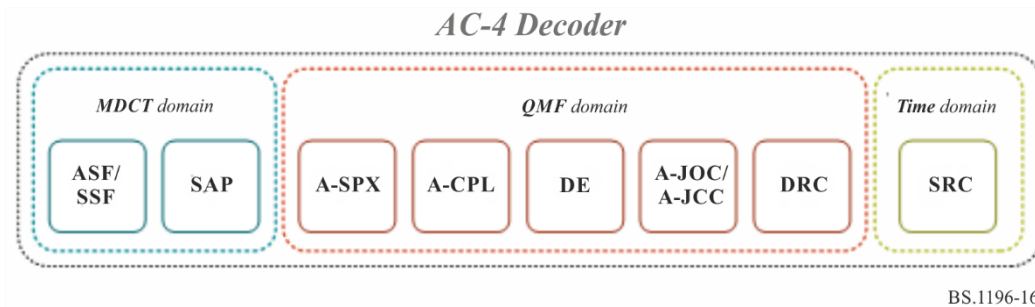 AC-4 Decoder
MDCT domain
QMF domain
Time domain
ASF/
SSF
SAP
A-SPX
A-CPL
DE
A-JOC/
A-JCC
DRC
SRC
BS.1196-16